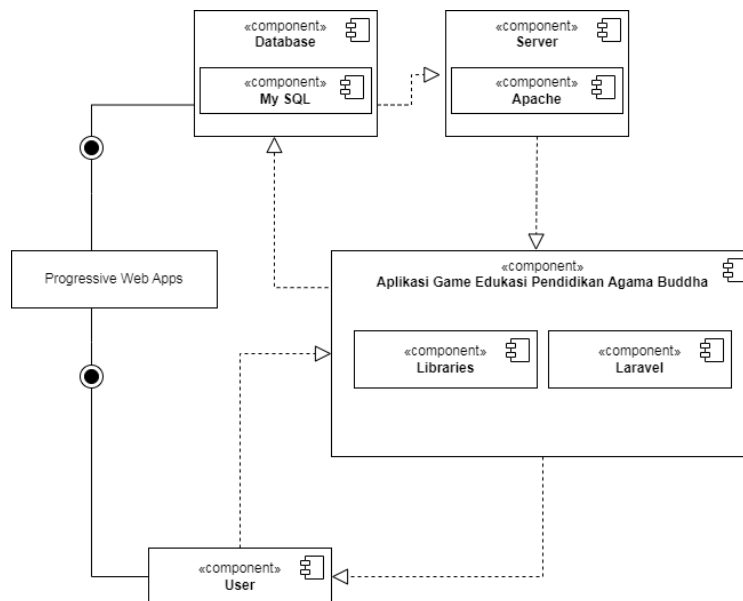 «component»
Database
«component»
My SQL
«component»
Server
«component»
Apache
Progressive Web Apps
«component»
Aplikasi Game Edukasi Pendidikan Agama Buddha
«component»
Libraries
«component»
Laravel
«component»
User